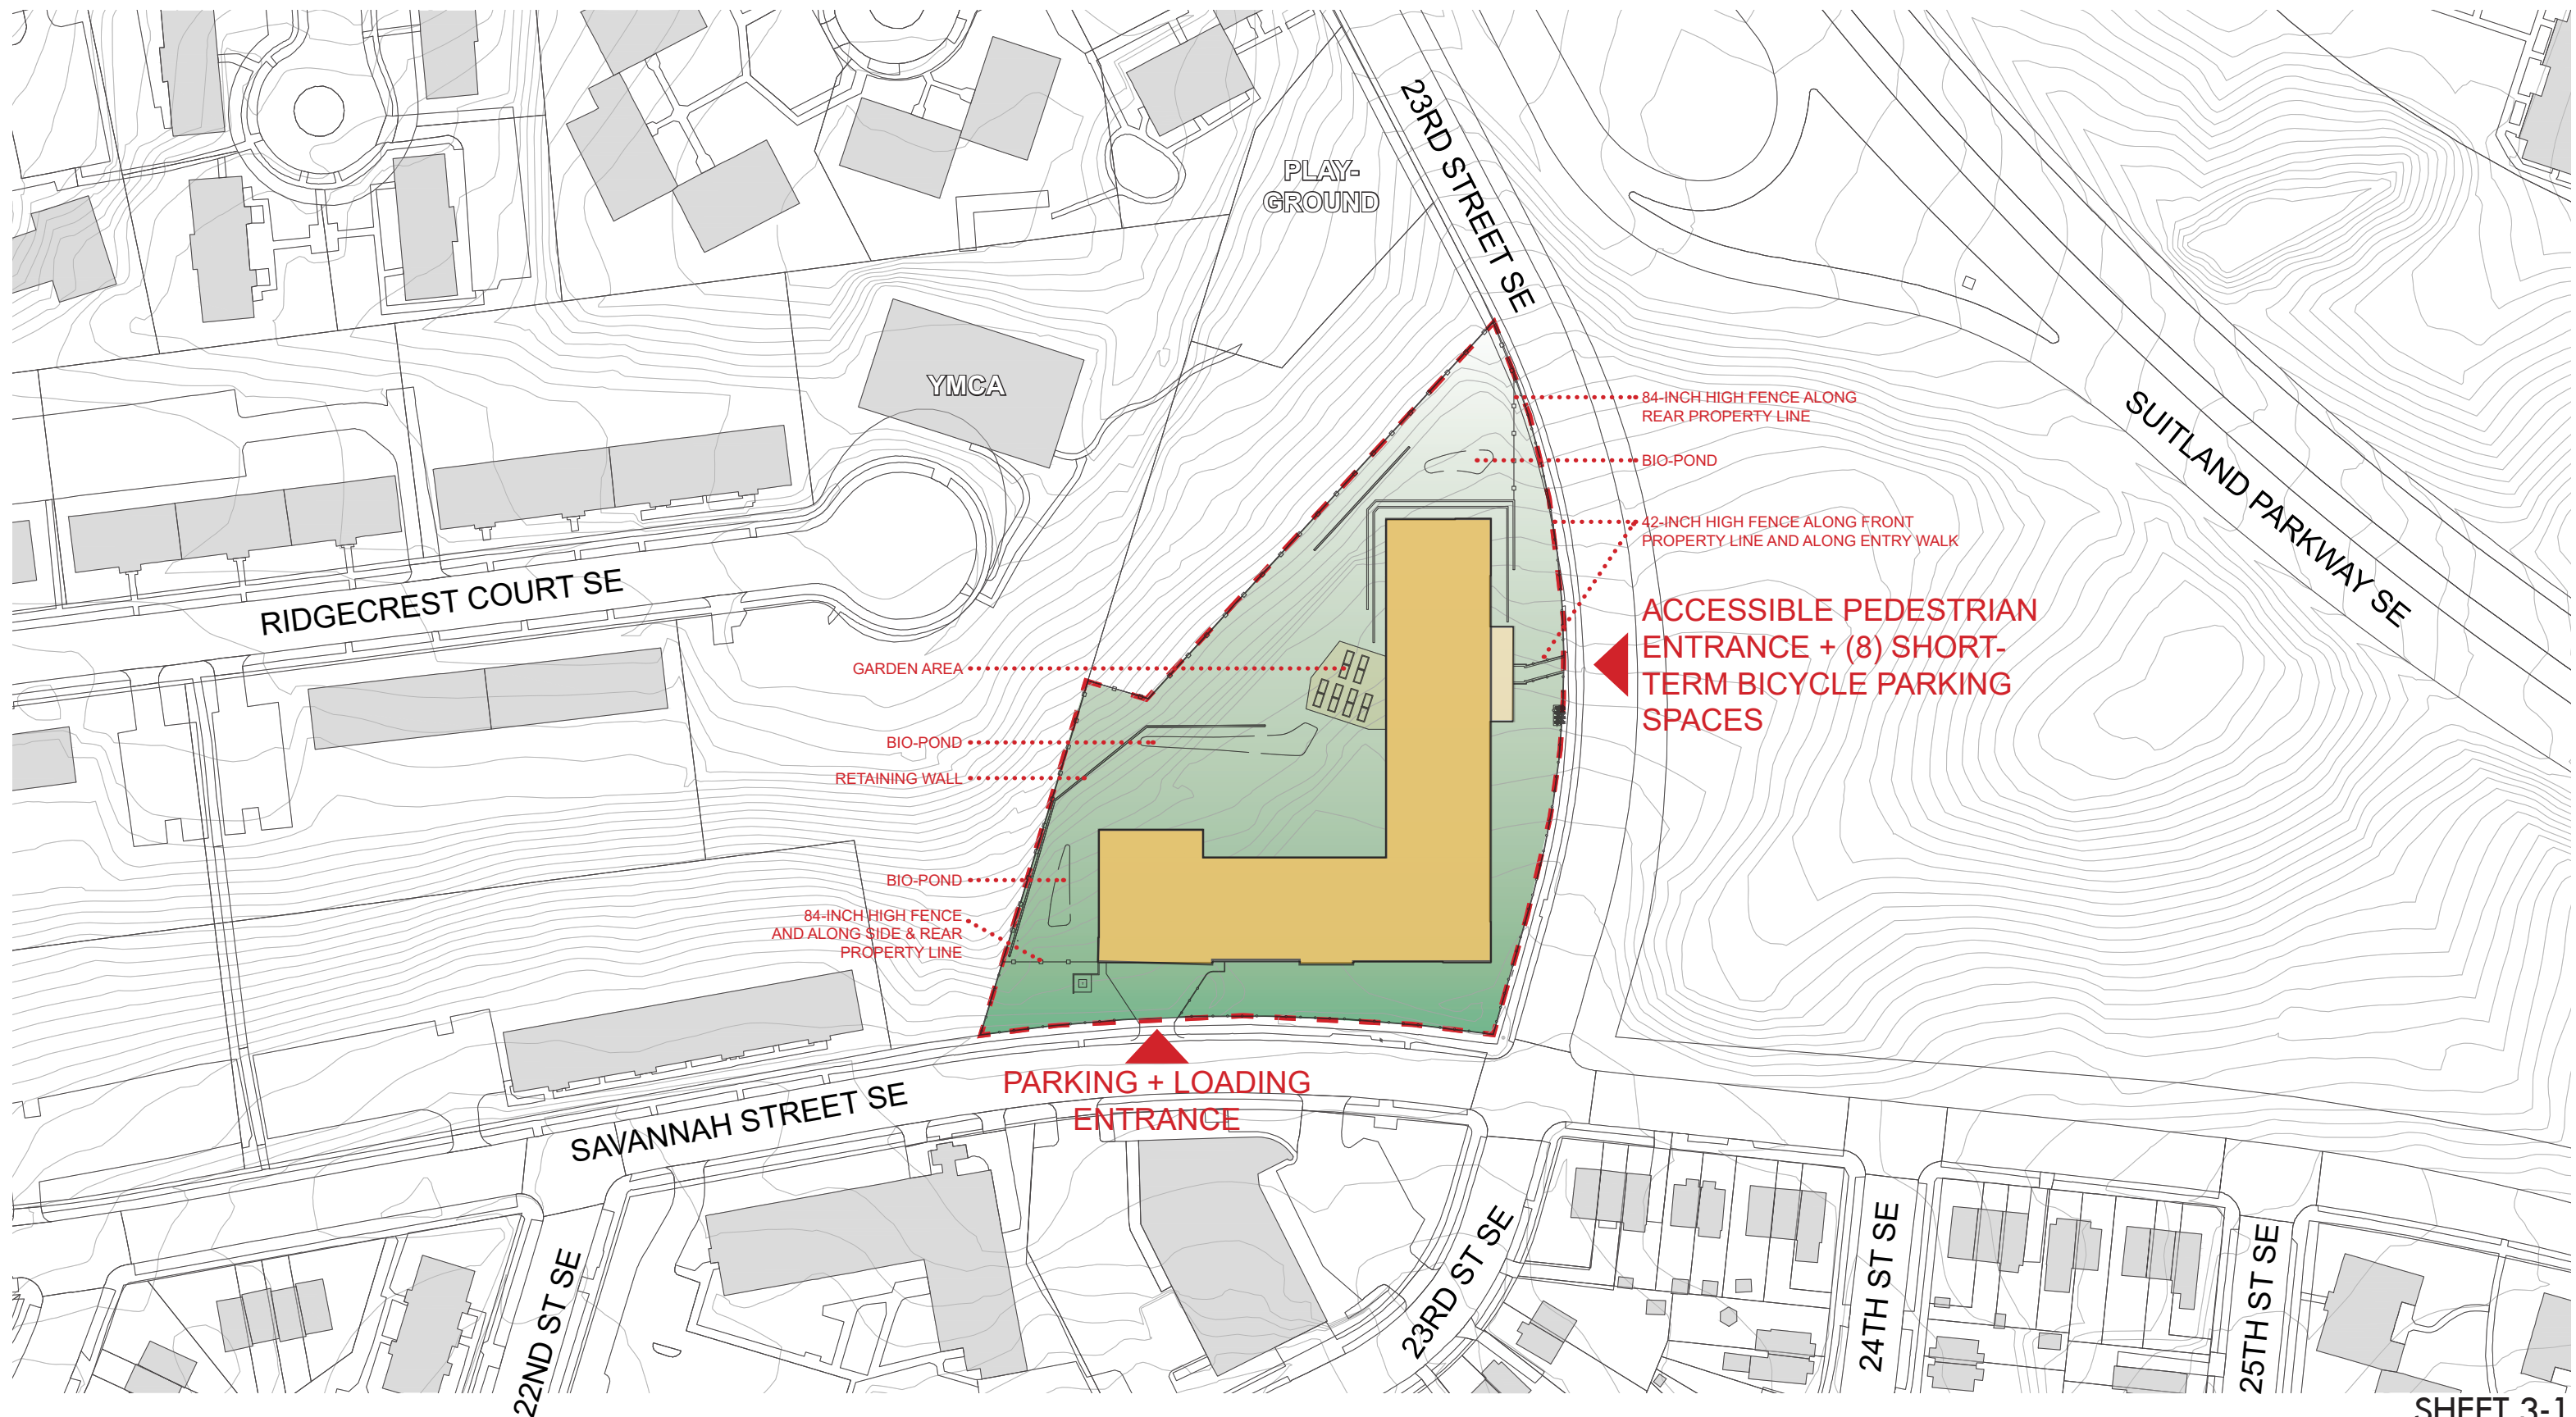 23RD STREET SE
PLAY-
GROUND
YMCA
SUITLAND PARKWAY SE
84-INCH HIGH FENCE ALONG
REAR PROPERTY LINE
BIO-POND
42-INCH HIGH FENCE ALONG FRONT
PROPERTY LINE AND ALONG ENTRY WALK
RIDGECREST COURT SE
ACCESSIBLE PEDESTRIAN
ENTRANCE + (8) SHORT-
TERM BICYCLE PARKING
SPACES
GARDEN AREA
BIO-POND
RETAINING WALL
BIO-POND
84-INCH HIGH FENCE
AND ALONG SIDE & REAR
PROPERTY LINE
PARKING + LOADING
ENTRANCE
SAVANNAH STREET SE
22ND ST SE
23RD ST SE
24TH ST SE
25TH ST SE
SHEET 3-1